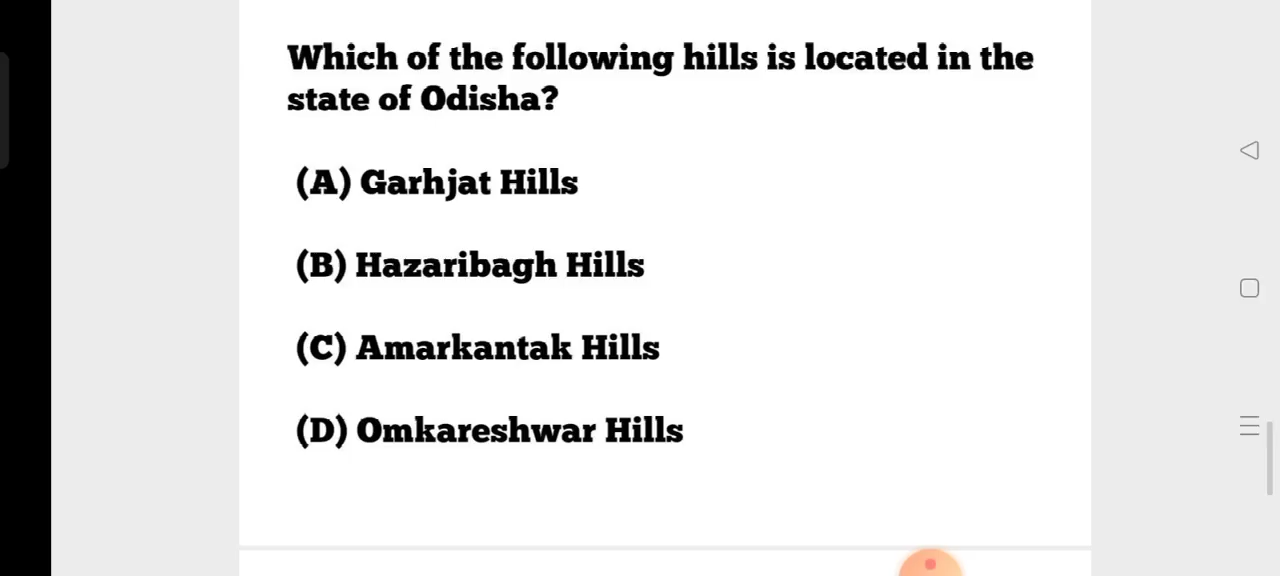 Which of the following hills is located in the
state of Odisha?
(A) Garhjat Hills
(B) Hazaribagh Hills
(C) Amarkantak Hills
(D) Omkareshwar Hills